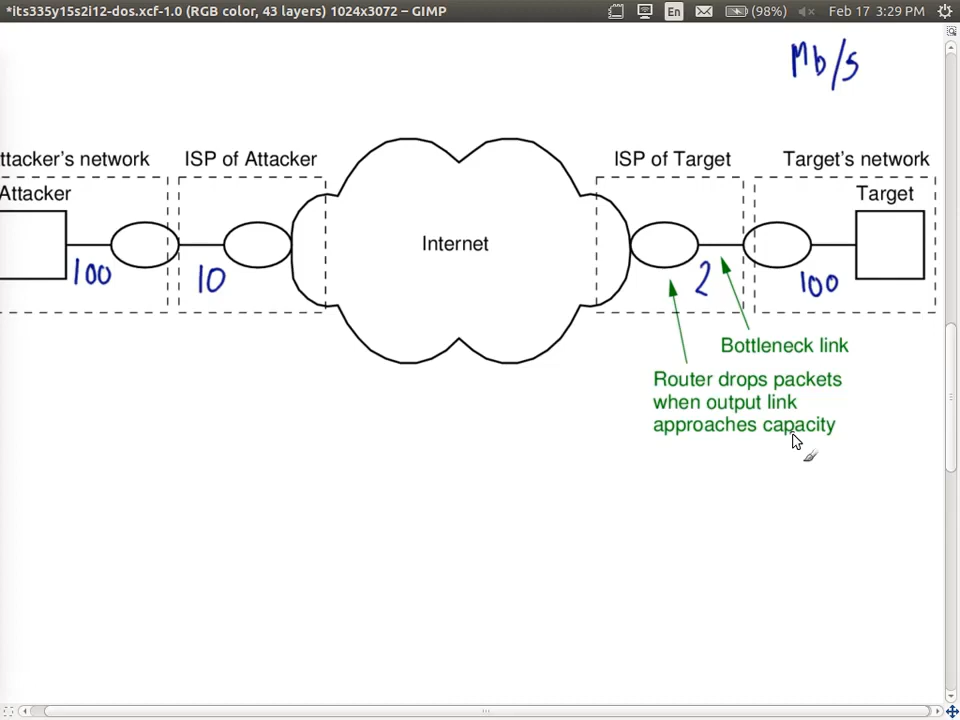 *its335y15s2i12-dos.xcf-1.0 (RGB color, 43 layers) 1024x3072 – GIMP
En
(98%)
Feb 17 3:29 PM
Mb/s
ttacker's network
ISP of Attacker
ISP of Target
Target's network
Attacker
Target
Internet
100
10
2
100
Bottleneck link
Router drops packets
when output link
approaches capacity